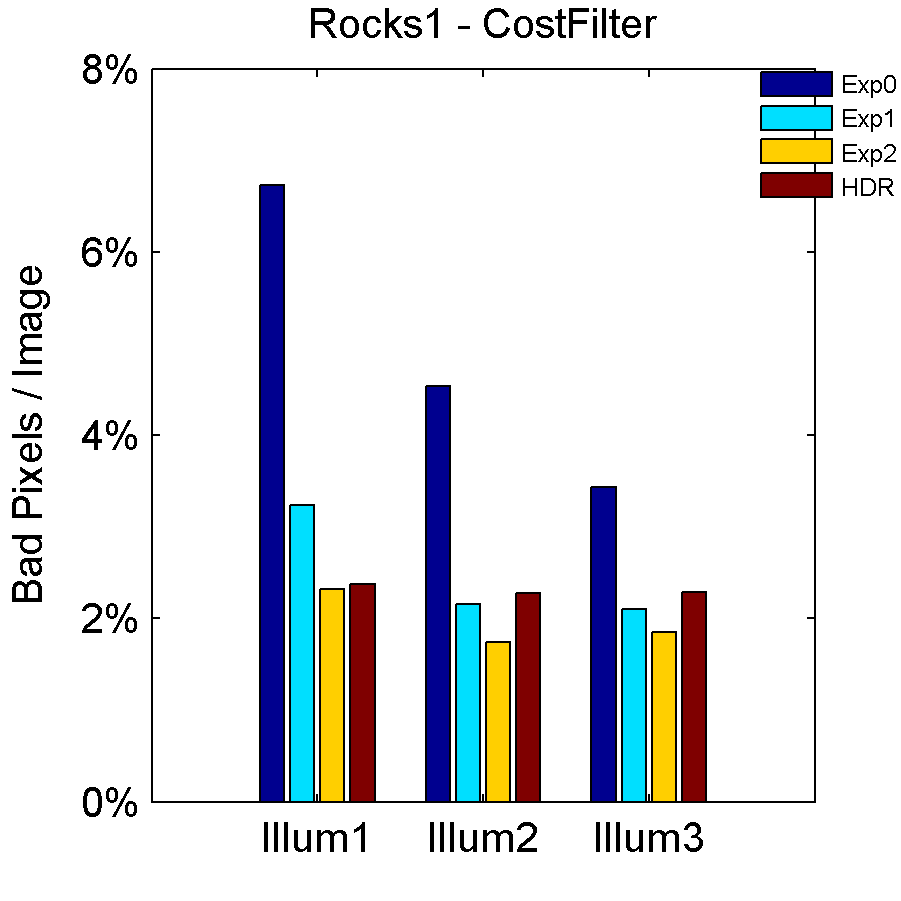 Rocks1 - CostFilter
8%
6%
4%
2%
0%
Bad Pixels / Image
Illum1 Illum2 Illum3
Exp0
Exp1
Exp2
HDR